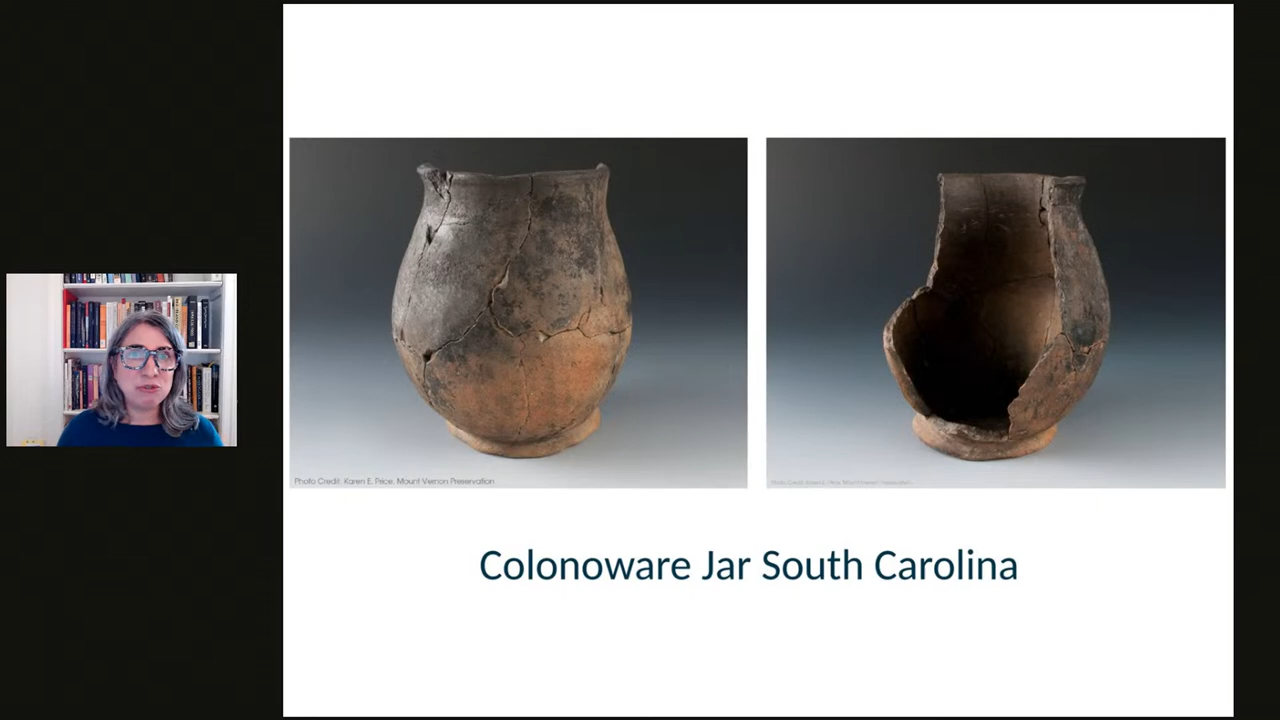 Photo Credit: Karen E. Price, Mount Vernon Preservation
Colonoware Jar South Carolina